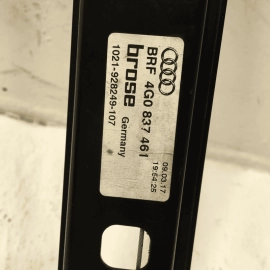 BRF 4G0 837 461
brose
Germany
1021-928249-107
09.03.17
19:54:25